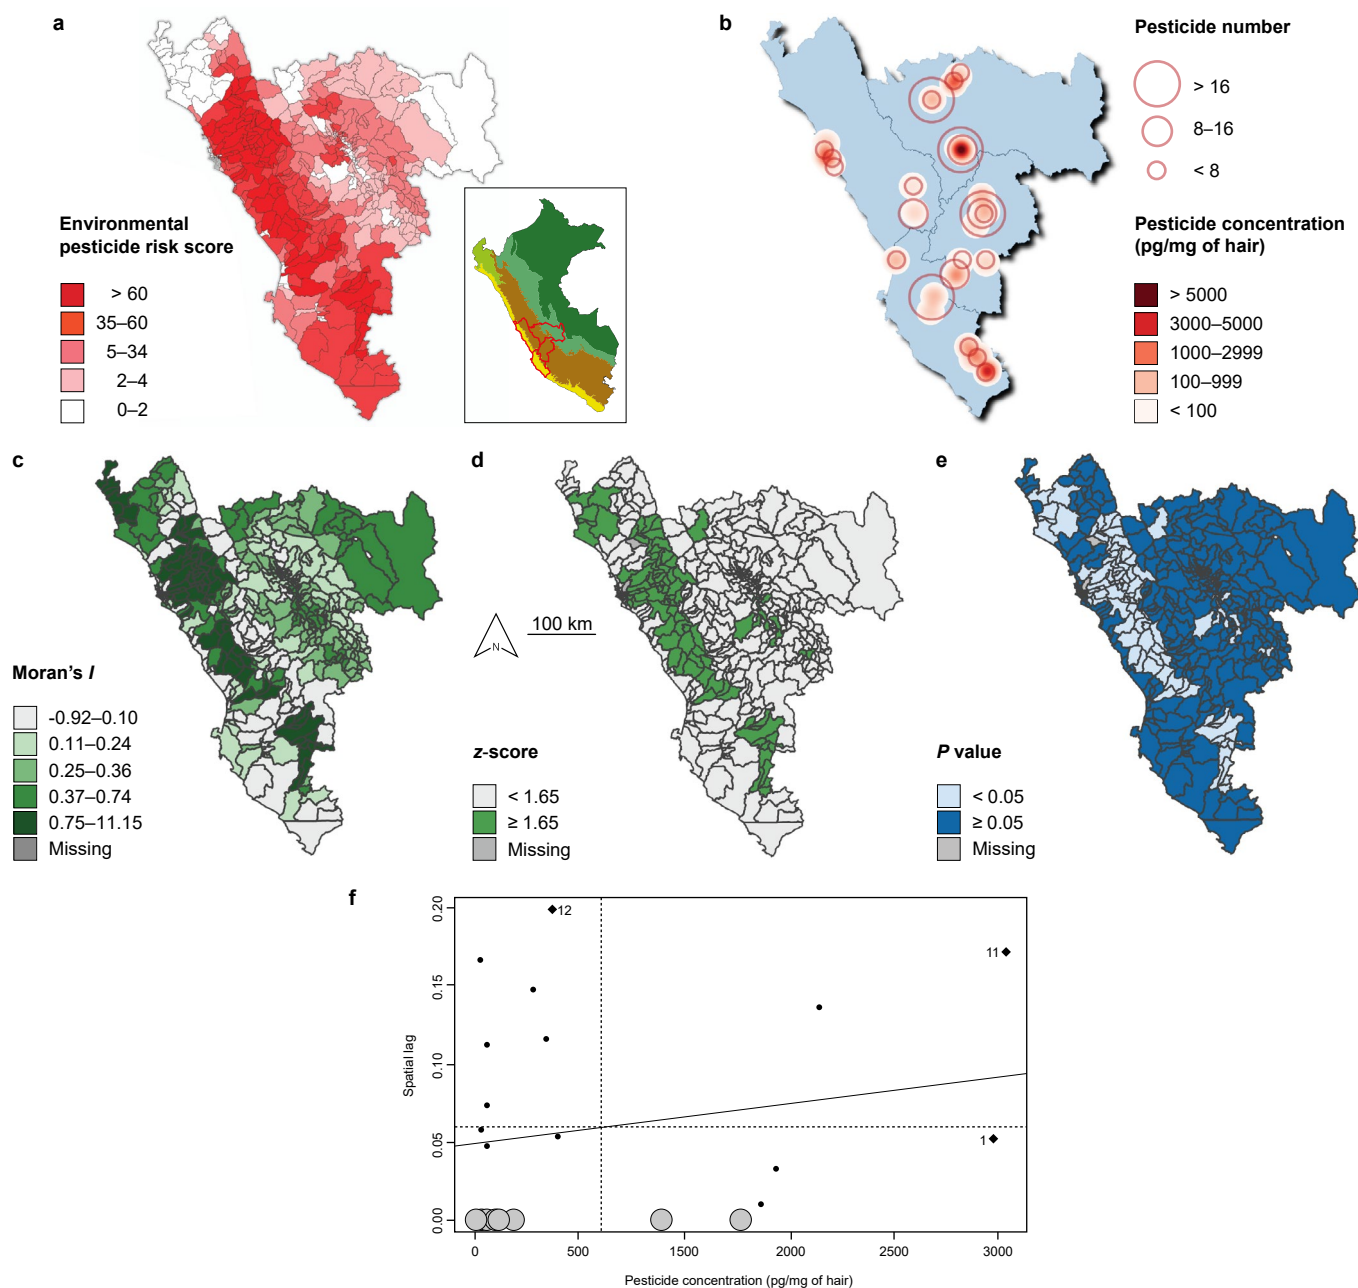 a
Environmental
pesticide risk score
> 60
35–60
5–34
2–4
0–2
b
Pesticide number
> 16
8–16
< 8
Pesticide concentration
(pg/mg of hair)
> 5000
3000–5000
1000–2999
100–999
< 100
c
Moran's I
-0.92–0.10
0.11–0.24
0.25–0.36
0.37–0.74
0.75–11.15
Missing
d
N
100 km
z-score
< 1.65
≥ 1.65
Missing
e
P value
< 0.05
≥ 0.05
Missing
f
Spatial lag
0.20
0.15
0.10
0.05
0.00
12
11
1
0
500
1500
2000
2500
3000
Pesticide concentration (pg/mg of hair)